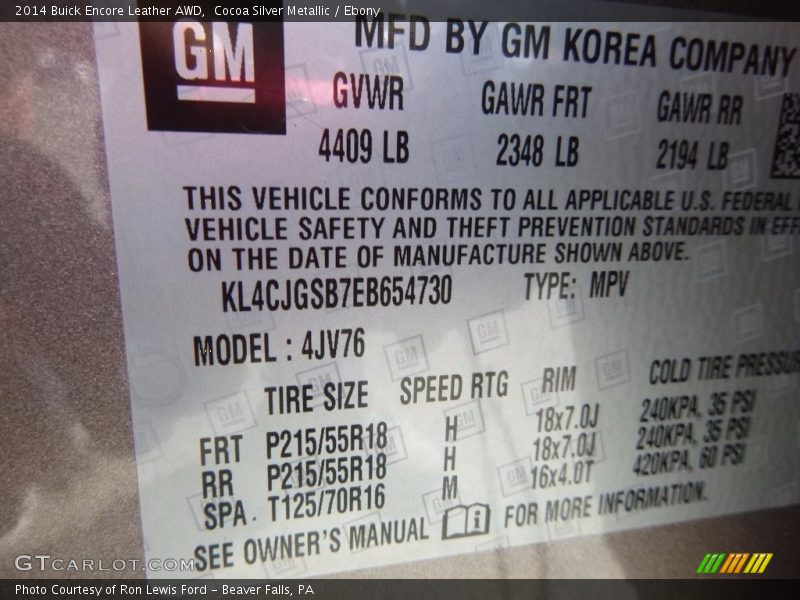 2014 Buick Encore Leather AWD, Cocoa Silver Metallic / Ebony
GM
MFD BY GM KOREA COMPANY
GVWR GAWR FRT GAWR RR
4409 LB 2348 LB 2194 LB
THIS VEHICLE CONFORMS TO ALL APPLICABLE U.S. FEDERAL
VEHICLE SAFETY AND THEFT PREVENTION STANDARDS IN
ON THE DATE OF MANUFACTURE SHOWN ABOVE.
KL4CJGSB7EB654730 TYPE: MPV
MODEL : 4JV76
TIRE SIZE SPEED RTG RIM COLD TIRE
FRT P215/55R18 H 18x7.0J 240KPA, 35 PSI
RR P215/55R18 H 18x7.0J 240KPA, 35 PSI
SPA. T125/70R16 M 16x4.0T 420KPA, 60 PSI
SEE OWNER'S MANUAL FOR MORE INFORMATION.
GTcarlot.com
Photo Courtesy of Ron Lewis Ford - Beaver Falls, PA